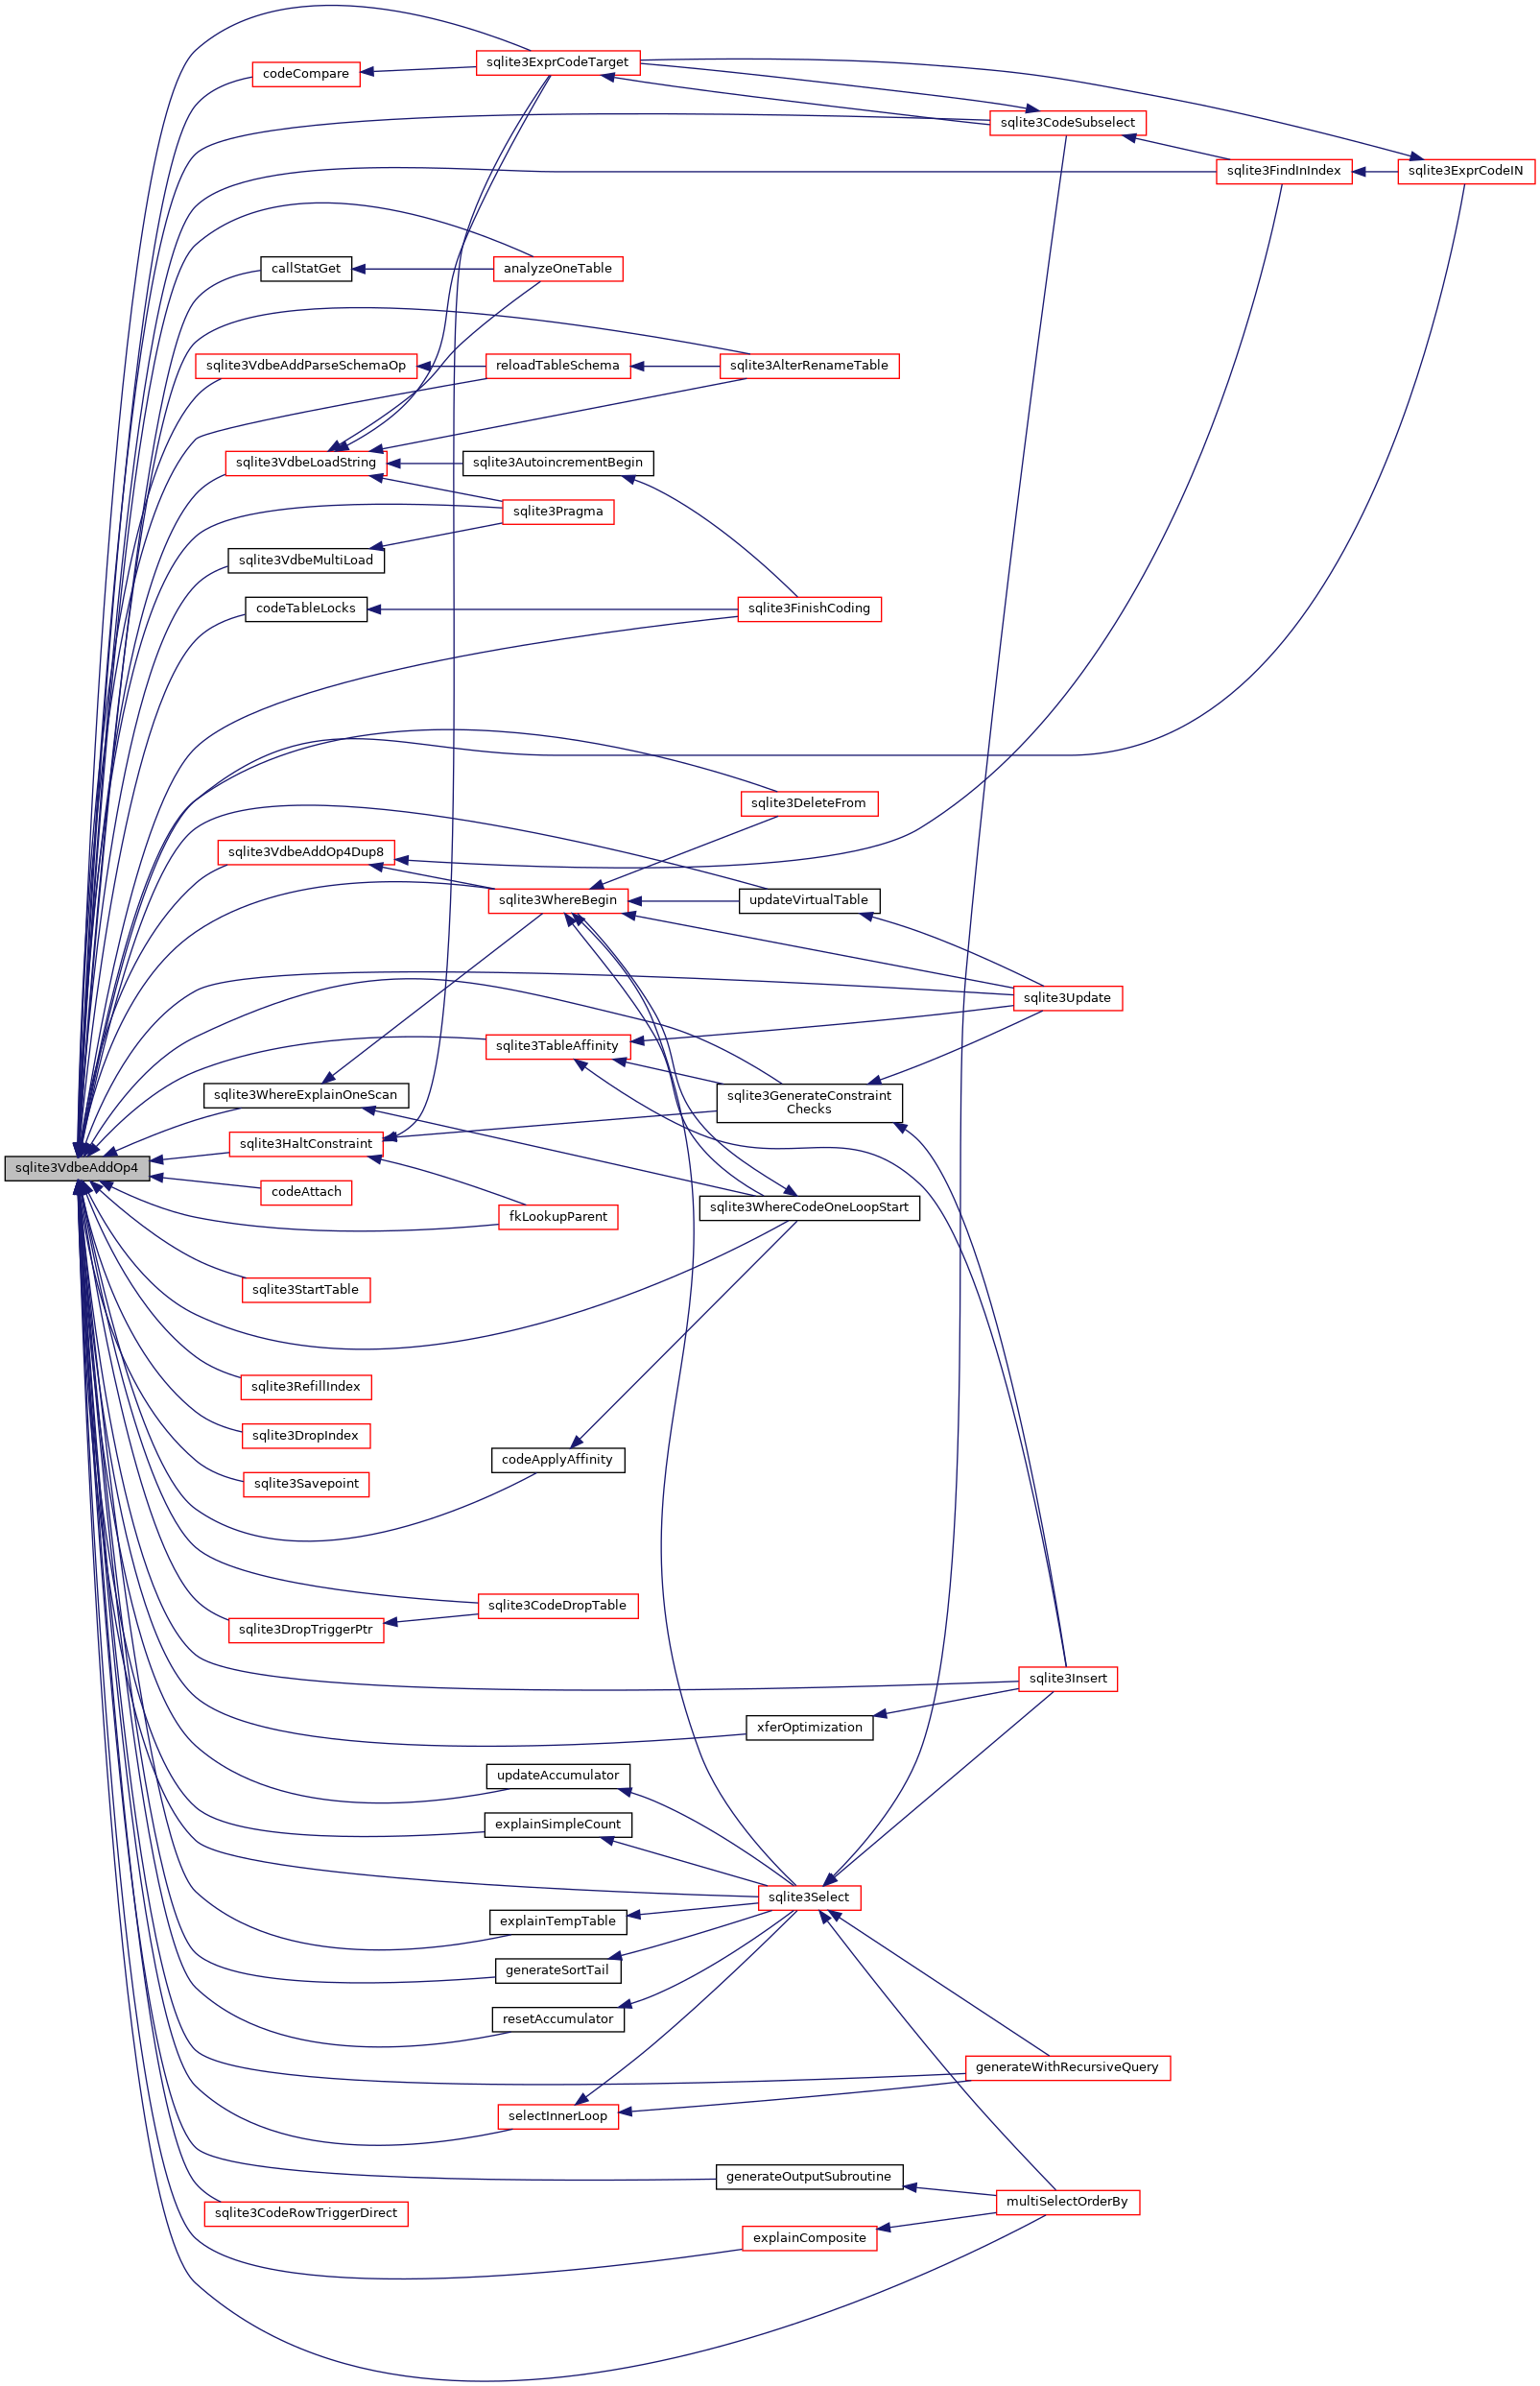 sqlite3ExprCodeTarget
codeCompare
sqlite3CodeSubselect
sqlite3FindInIndex
sqlite3ExprCodeIN
callStatGet
analyzeOneTable
sqlite3VdbeAddParseSchemaOp
reloadTableSchema
sqlite3AlterRenameTable
sqlite3VdbeLoadString
sqlite3AutoincrementBegin
sqlite3Pragma
sqlite3VdbeMultiLoad
codeTableLocks
sqlite3FinishCoding
sqlite3DeleteFrom
sqlite3VdbeAddOp4Dup8
sqlite3WhereBegin
updateVirtualTable
sqlite3Update
sqlite3TableAffinity
sqlite3WhereExplainOneScan
sqlite3GenerateConstraint
Checks
sqlite3HaltConstraint
sqlite3VdbeAddOp4
codeAttach
sqlite3WhereCodeOneLoopStart
fkLookupParent
sqlite3StartTable
sqlite3RefillIndex
sqlite3DropIndex
codeApplyAffinity
sqlite3Savepoint
sqlite3CodeDropTable
sqlite3DropTriggerPtr
sqlite3Insert
xferOptimization
updateAccumulator
explainSimpleCount
sqlite3Select
explainTempTable
generateSortTail
resetAccumulator
generateWithRecursiveQuery
selectInnerLoop
generateOutputSubroutine
multiSelectOrderBy
sqlite3CodeRowTriggerDirect
explainComposite